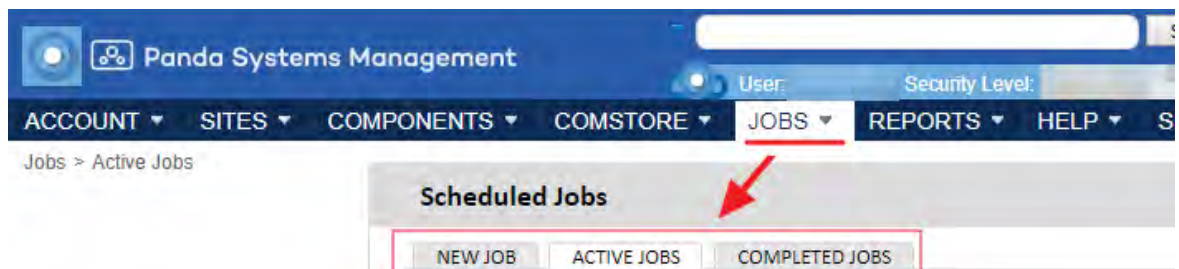 Panda Systems Management
User: Security Level:
ACCOUNT SITES COMPONENTS COMSTORE JOBS REPORTS HELP S
Jobs > Active Jobs
Scheduled Jobs
NEW JOB ACTIVE JOBS COMPLETED JOBS